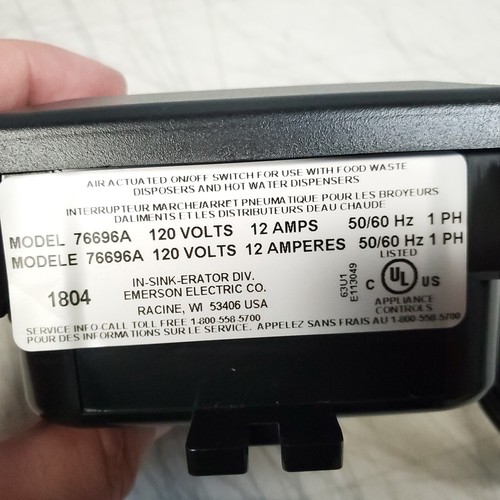 AIR ACTUATED ON/OFF SWITCH FOR USE WITH FOOD WASTE
DISPOSERS AND HOT WATER DISPENSERS
INTERRUPTEUR MARCHE/ARRET PNEUMATIQUE POUR LES BROYEURS
DALIMENTS ET LES DISTRIBUTEURS DEAU CHAUDE
MODEL 76696A 120 VOLTS 12 AMPS 50/60 Hz 1 PH
MODELE 76696A 120 VOLTS 12 AMPERES 50/60 Hz 1 PH
1804
IN-SINK-ERATOR DIV.
EMERSON ELECTRIC CO.
RACINE, WI 53406 USA
63U1
E113049
LISTED
C UL US
APPLIANCE
CONTROLS
SERVICE INFO-CALL TOLL FREE 1-800-558-5700
POUR DES INFORMATIONS SUR LE SERVICE. APPELEZ SANS FRAIS AU 1-800-558-5700